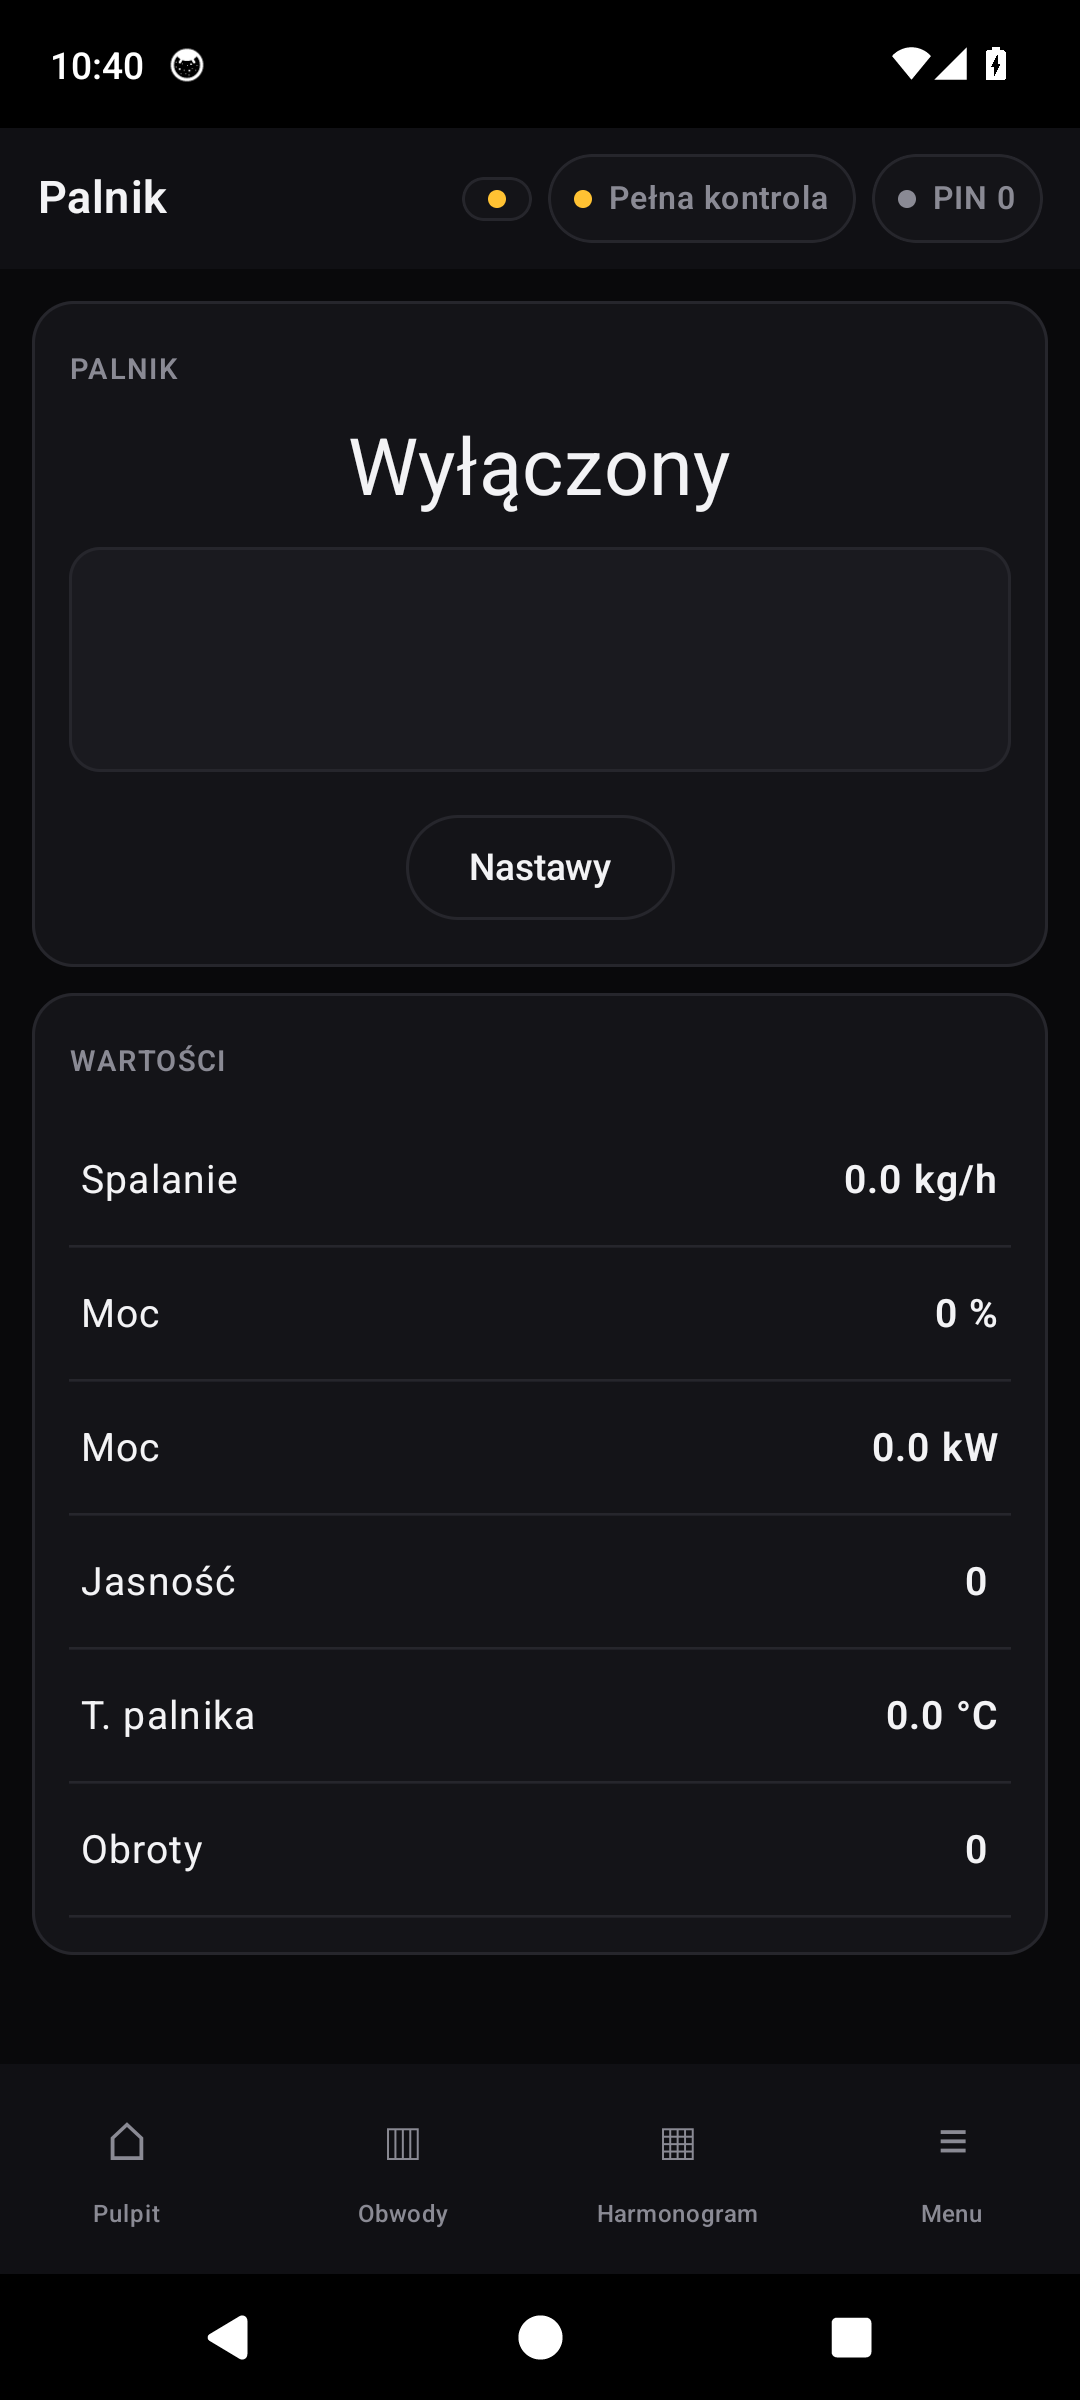 10:40
Palnik
Pełna kontrola
PIN 0
PALNIK
Wyłączony
Nastawy
WARTOŚCI
Spalanie 0.0 kg/h
Moc 0 %
Moc 0.0 kW
Jasność 0
T. palnika 0.0 °C
Obroty 0
Pulpit Obwody Harmonogram Menu